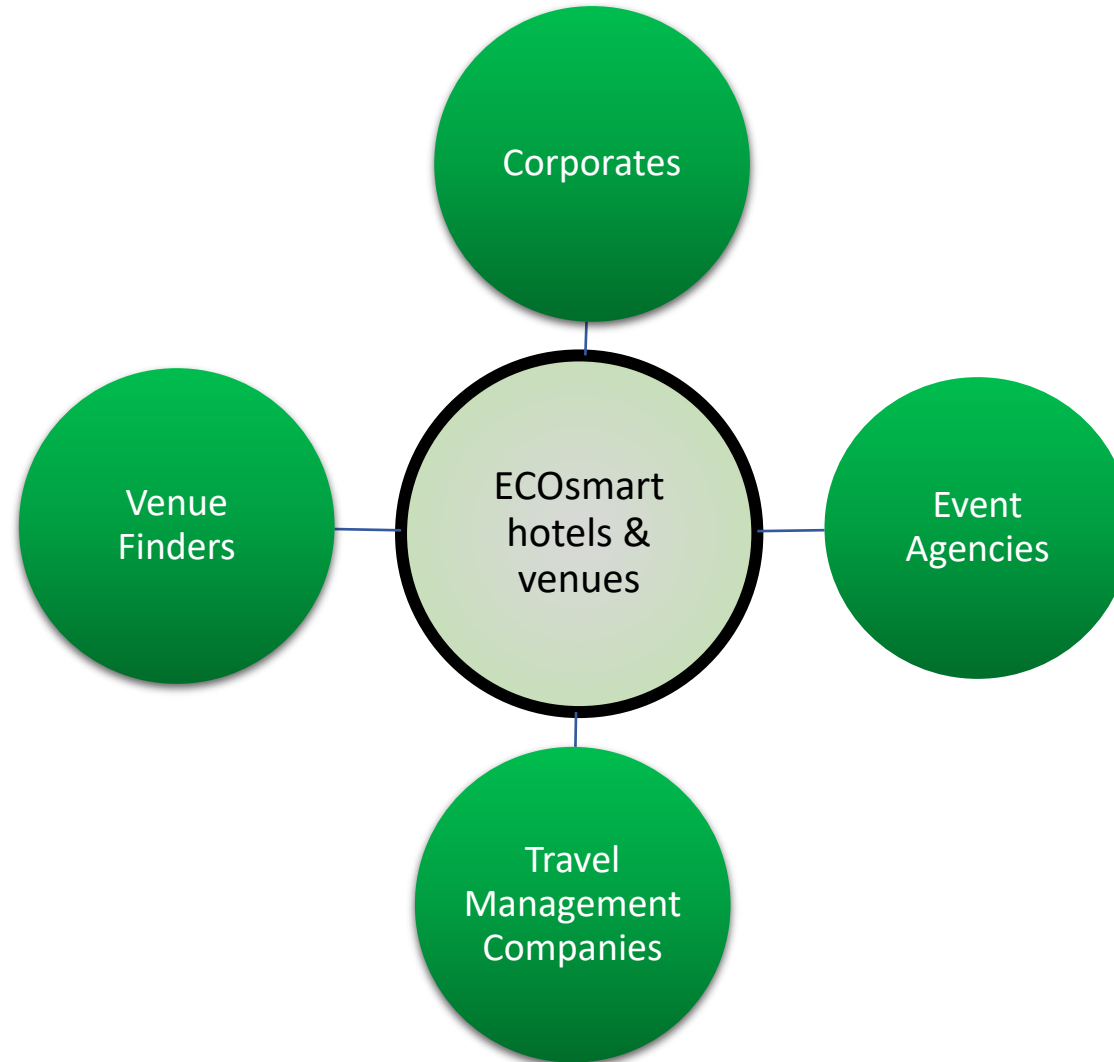 Corporates
Venue
Finders
ECOsmart
hotels &
venues
Event
Agencies
Travel
Management
Companies